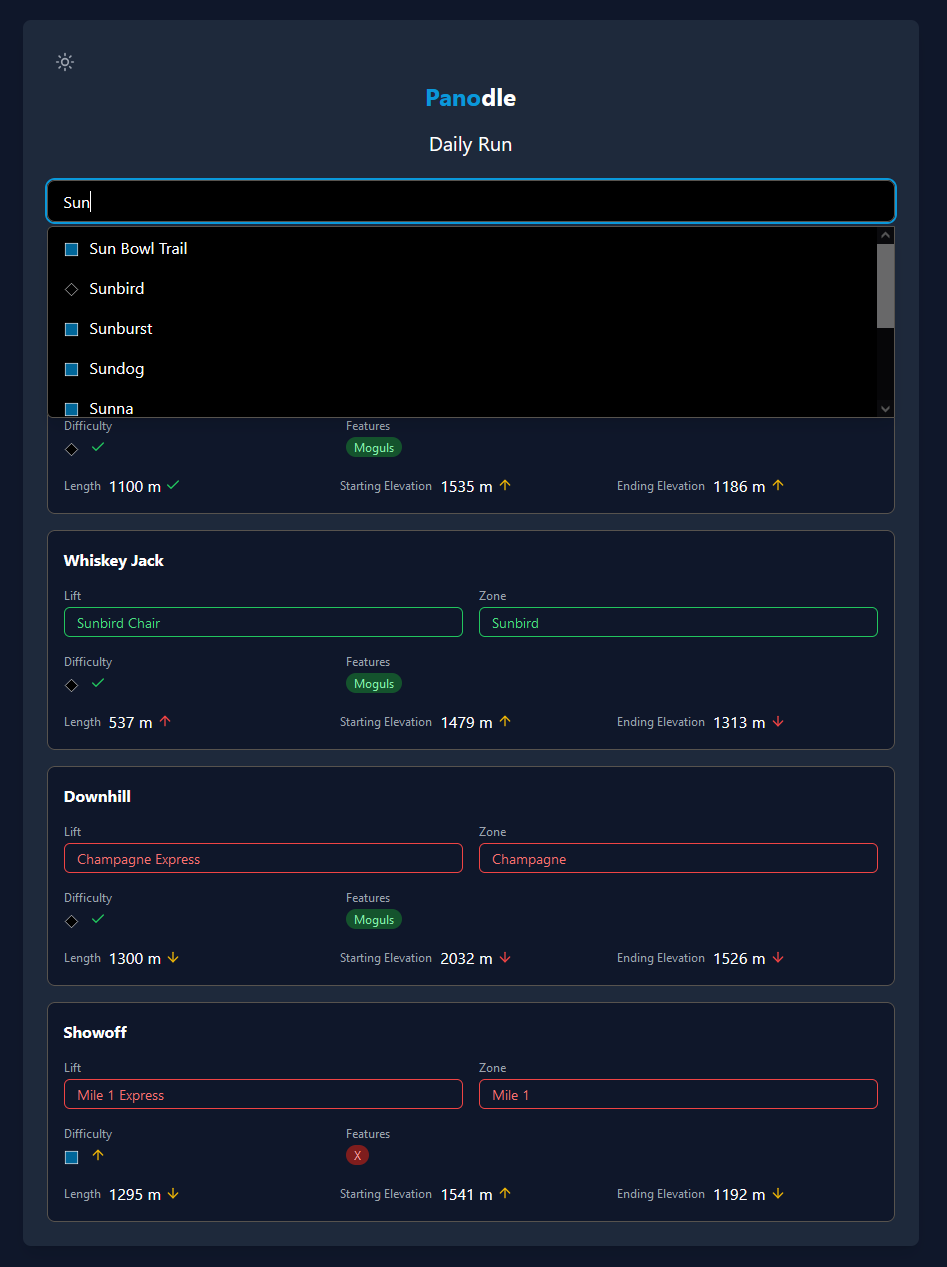 Panodle
Daily Run
Sun
Sun Bowl Trail
Sunbird
Sunburst
Sundog
Sunna
Difficulty Features
Moguls
Length 1100 m Starting Elevation 1535 m Ending Elevation 1186 m
Whiskey Jack
Lift Zone
Sunbird Chair Sunbird
Difficulty Features
Moguls
Length 537 m Starting Elevation 1479 m Ending Elevation 1313 m
Downhill
Lift Zone
Champagne Express Champagne
Difficulty Features
Moguls
Length 1300 m Starting Elevation 2032 m Ending Elevation 1526 m
Showoff
Lift Zone
Mile 1 Express Mile 1
Difficulty Features
X
Length 1295 m Starting Elevation 1541 m Ending Elevation 1192 m